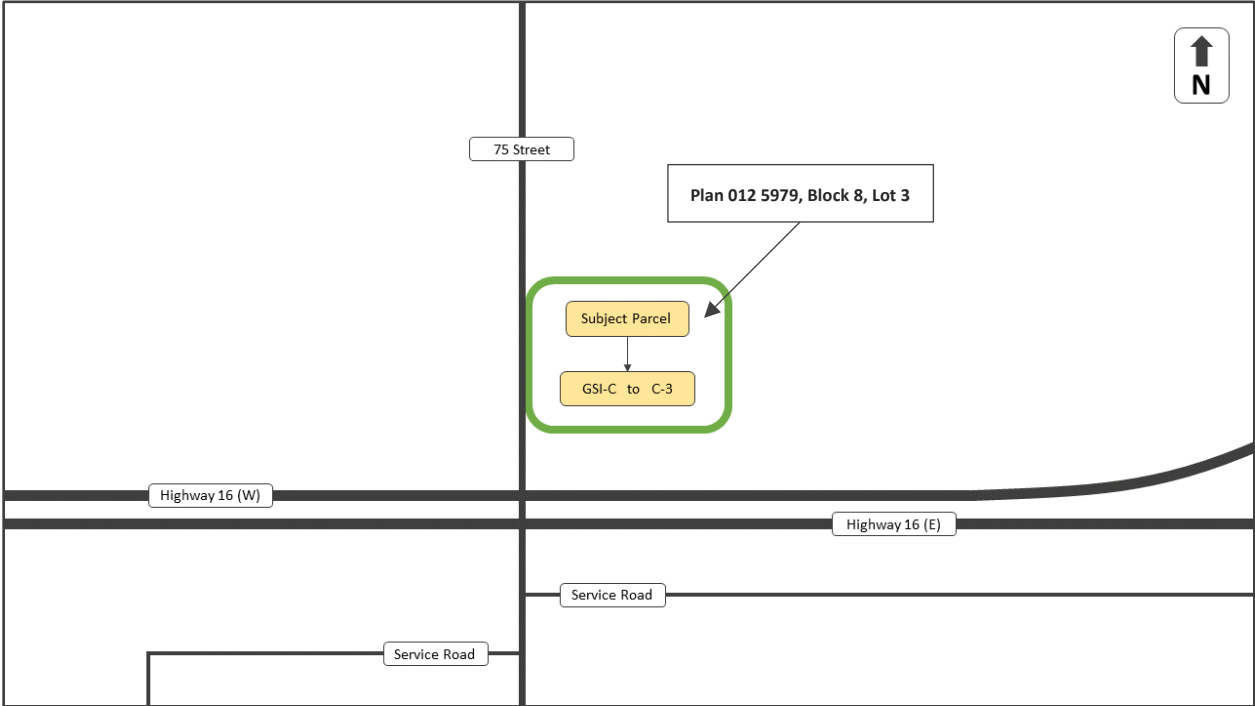 N
75 Street
Plan 012 5979, Block 8, Lot 3
Subject Parcel
GSI-C to C-3
Highway 16 (W)
Highway 16 (E)
Service Road
Service Road